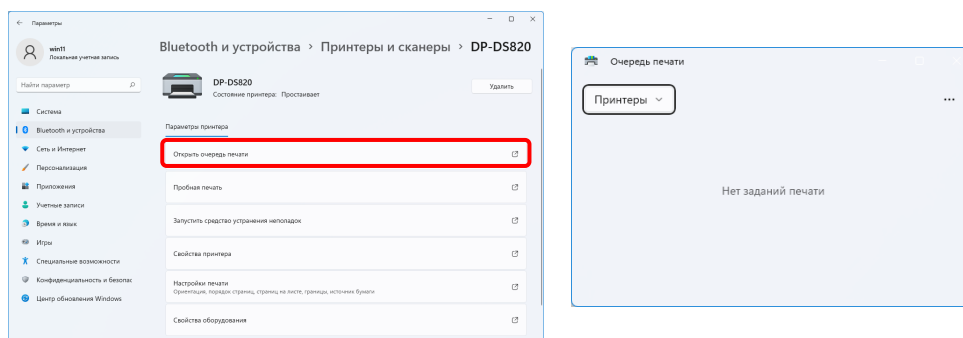 Параметры
win11
Локальная учетная запись
Найти параметр
Система
Bluetooth и устройства
Сеть и Интернет
Персонализация
Приложения
Учетные записи
Время и язык
Игры
Специальные возможности
Конфиденциальность и безопас
Центр обновления Windows
Bluetooth и устройства › Принтеры и сканеры › DP-DS820
DP-DS820
Состояние принтера: Простаивает
Удалить
Параметры принтера
Открыть очередь печати
Пробная печать
Запустить средство устранения неполадок
Свойства принтера
Настройки печати
Ориентация, порядок страниц, страниц на листе, границы, источник бумаги
Свойства оборудования
Очередь печати
Принтеры
Нет заданий печати